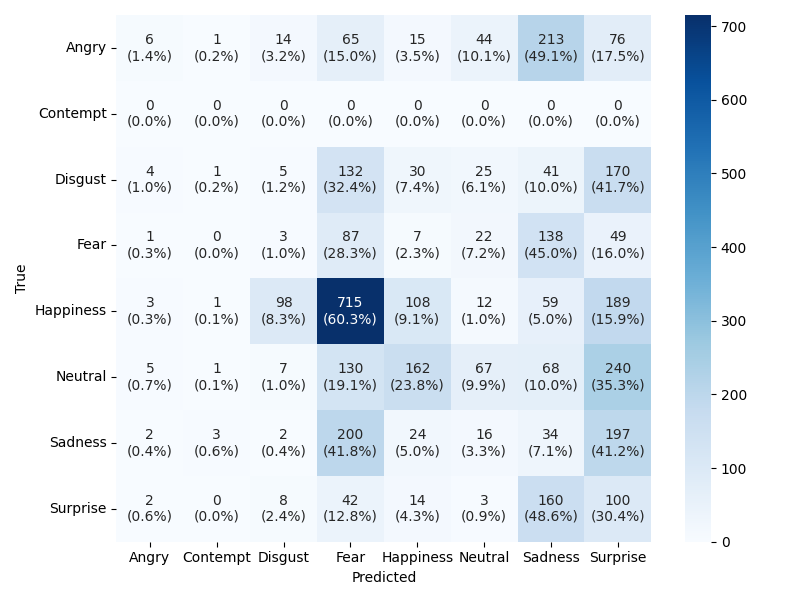 Angry 6 1 14 65 15 44 213 76
(1.4%) (0.2%) (3.2%) (15.0%) (3.5%) (10.1%) (49.1%) (17.5%)
Contempt 0 0 0 0 0 0 0 0
(0.0%) (0.0%) (0.0%) (0.0%) (0.0%) (0.0%) (0.0%) (0.0%)
Disgust 4 1 5 132 30 25 41 170
(1.0%) (0.2%) (1.2%) (32.4%) (7.4%) (6.1%) (10.0%) (41.7%)
Fear 1 0 3 87 7 22 138 49
(0.3%) (0.0%) (1.0%) (28.3%) (2.3%) (7.2%) (45.0%) (16.0%)
Happiness 3 1 98 715 108 12 59 189
(0.3%) (0.1%) (8.3%) (60.3%) (9.1%) (1.0%) (5.0%) (15.9%)
Neutral 5 1 7 130 162 67 68 240
(0.7%) (0.1%) (1.0%) (19.1%) (23.8%) (9.9%) (10.0%) (35.3%)
Sadness 2 3 2 200 24 16 34 197
(0.4%) (0.6%) (0.4%) (41.8%) (5.0%) (3.3%) (7.1%) (41.2%)
Surprise 2 0 8 42 14 3 160 100
(0.6%) (0.0%) (2.4%) (12.8%) (4.3%) (0.9%) (48.6%) (30.4%)
Angry Contempt Disgust Fear Happiness Neutral Sadness Surprise
Predicted
True
700
600
500
400
300
200
100
0